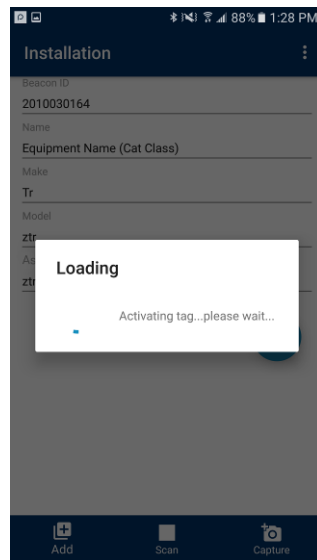 88% 1:28 PM
Installation
Beacon ID
2010030164
Name
Equipment Name (Cat Class)
Make
Tr
Model
ztr
As
ztr
Loading
Activating tag...please wait...
Add
Scan
Capture